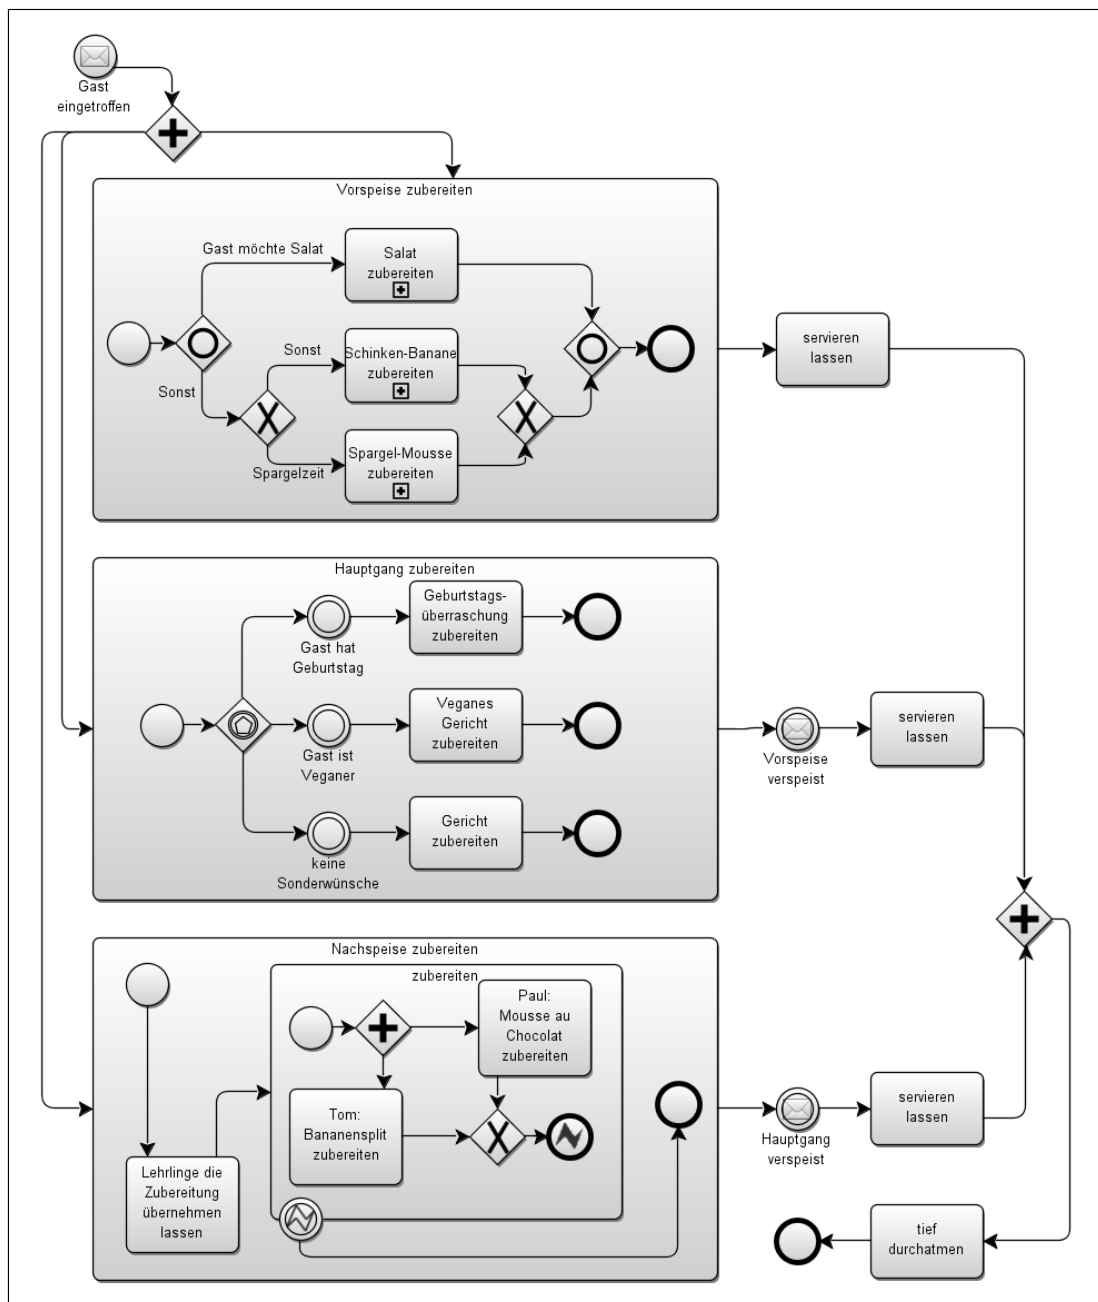 Gast
eingetroffen
Vorspeise zubereiten
Gast möchte Salat
Salat
zubereiten
Sonst
Sonst
Schinken-Banane
zubereiten
Spargelzeit
Spargel-Mousse
zubereiten
servieren
lassen
Hauptgang zubereiten
Gast hat
Geburtstag
Geburtstags-
überraschung
zubereiten
Gast ist
Veganer
Veganes
Gericht
zubereiten
keine
Sonderwünsche
Gericht
zubereiten
Vorspeise
verspeist
servieren
lassen
Nachspeise zubereiten
Lehrlinge die
Zubereitung
übernehmen
lassen
zubereiten
Paul:
Mousse au
Chocolat
zubereiten
Tom:
Bananensplit
zubereiten
Hauptgang
verspeist
servieren
lassen
tief
durchatmen